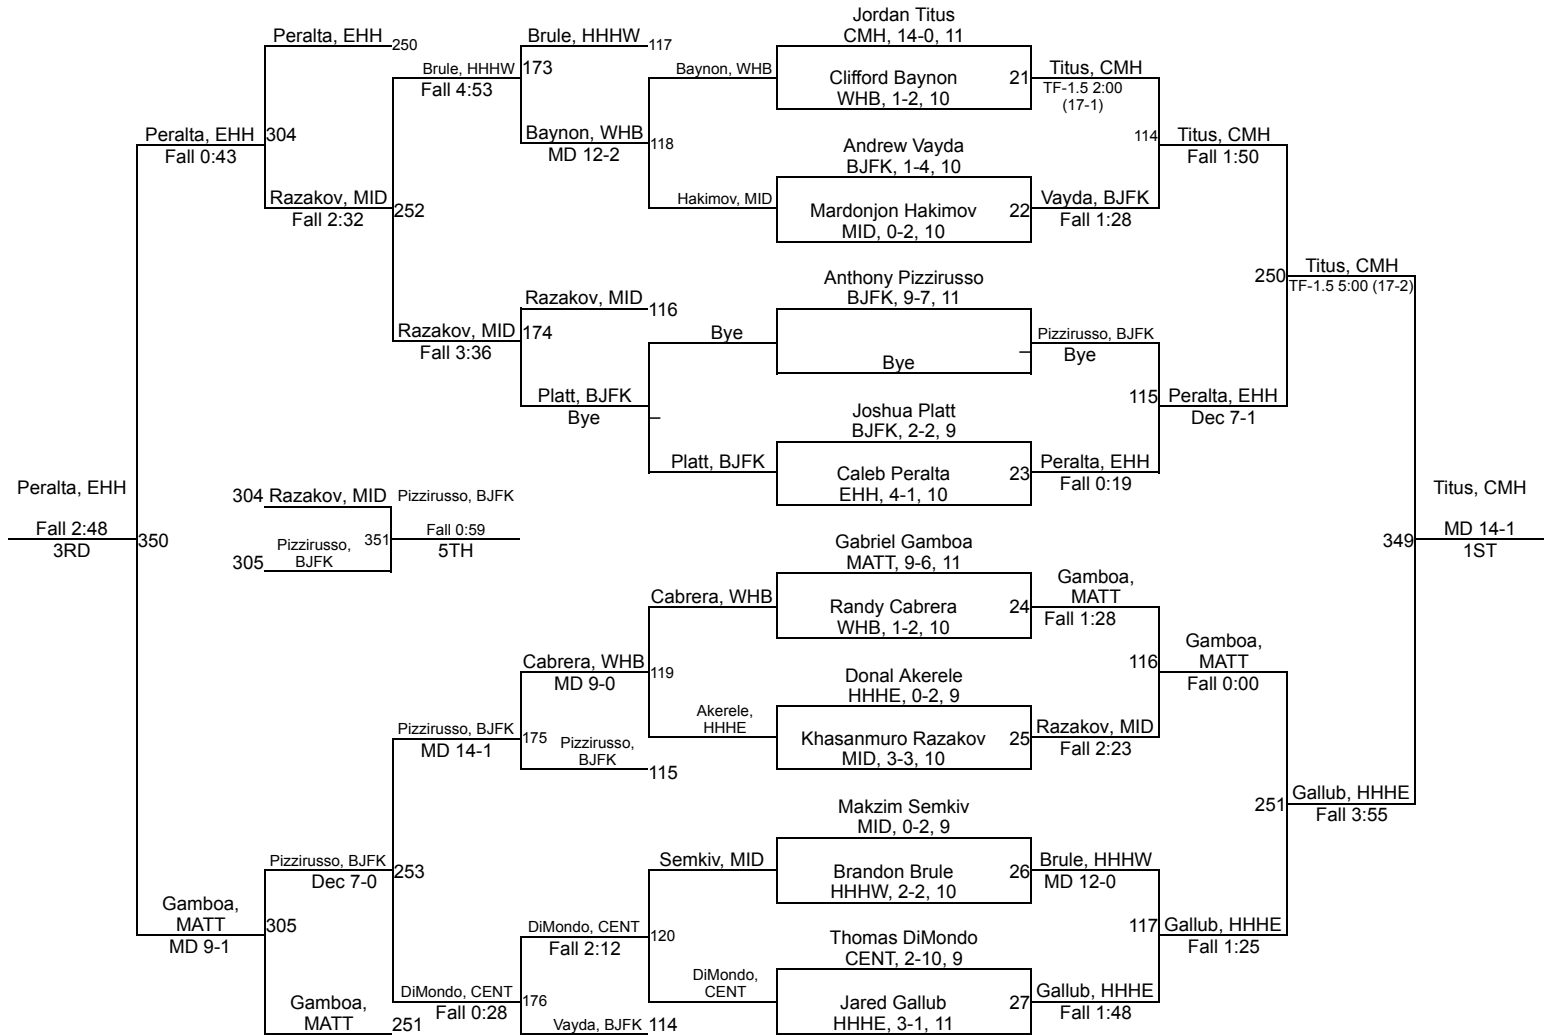 Jordan Titus
CMH, 14-0, 11
Clifford Baynon
WHB, 1-2, 10
21
Andrew Vayda
BJFK, 1-4, 10
Mardonjon Hakimov
MID, 0-2, 10
22
Anthony Pizzirusso
BJFK, 9-7, 11
Bye
Joshua Platt
BJFK, 2-2, 9
Caleb Peralta
EHH, 4-1, 10
23
Gabriel Gamboa
MATT, 9-6, 11
Randy Cabrera
WHB, 1-2, 10
24
Donal Akerele
HHHE, 0-2, 9
Khasanmuro Razakov
MID, 3-3, 10
25
Makzim Semkiv
MID, 0-2, 9
Brandon Brule
HHHW, 2-2, 10
26
Thomas DiMondo
CENT, 2-10, 9
Jared Gallub
HHHE, 3-1, 11
27
Titus, CMH
TF-1.5 2:00
(17-1)
114
Vayda, BJFK
Fall 1:28
Pizzirusso, BJFK
Bye
115
Peralta, EHH
Fall 0:19
Gamboa,
MATT
Fall 1:28
116
Razakov, MID
Fall 2:23
Brule, HHHW
MD 12-0
117
Gallub, HHHE
Fall 1:48
Titus, CMH
Fall 1:50
250
Peralta, EHH
Dec 7-1
Gamboa,
MATT
Fall 0:00
251
Gallub, HHHE
Fall 1:25
Titus, CMH
TF-1.5 5:00 (17-2)
349
Gallub, HHHE
Fall 3:55
Titus, CMH
MD 14-1
1ST
Baynon, WHB
118
Hakimov, MID
Bye
Platt, BJFK
Cabrera, WHB
119
Akerele,
HHHE
Semkiv, MID
120
DiMondo,
CENT
Brule, HHHW
117
173
Baynon, WHB
MD 12-2
Razakov, MID
116
174
Platt, BJFK
Bye
Cabrera, WHB
MD 9-0
175
Pizzirusso,
BJFK
115
DiMondo, CENT
Fall 2:12
176
Vayda, BJFK
114
Brule, HHHW
Fall 4:53
252
Razakov, MID
Fall 3:36
Pizzirusso, BJFK
MD 14-1
253
DiMondo, CENT
Fall 0:28
Peralta, EHH
250
304
Razakov, MID
Fall 2:32
Pizzirusso, BJFK
Dec 7-0
305
Gamboa,
MATT
251
Peralta, EHH
Fall 0:43
350
Gamboa,
MATT
MD 9-1
Peralta, EHH
Fall 2:48
3RD
304
Razakov, MID
305
Pizzirusso,
BJFK
351
Pizzirusso, BJFK
Fall 0:59
5TH